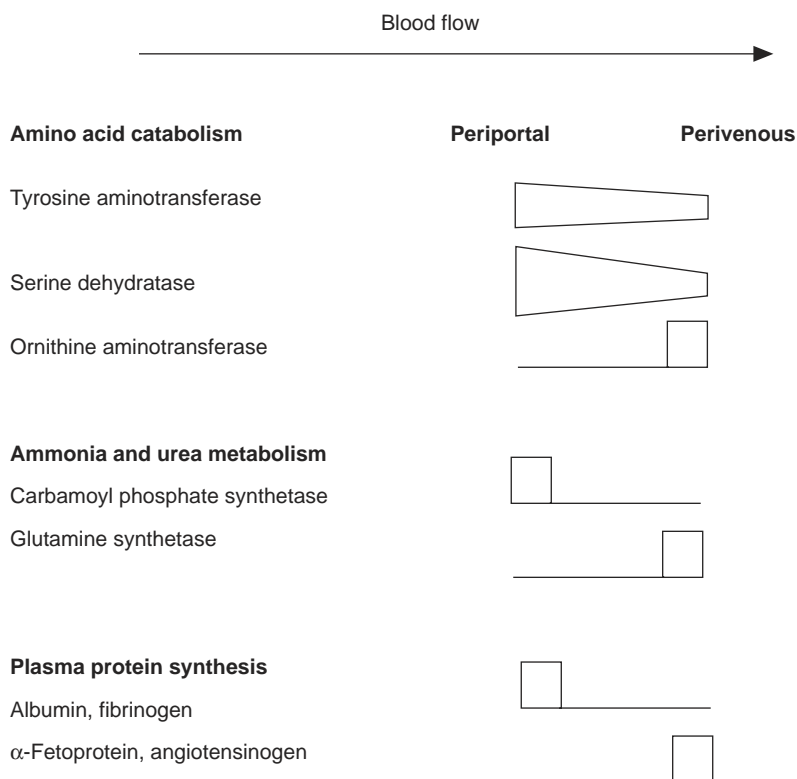 Blood flow
Amino acid catabolism Periportal Perivenous
Tyrosine aminotransferase
Serine dehydratase
Ornithine aminotransferase
Ammonia and urea metabolism
Carbamoyl phosphate synthetase
Glutamine synthetase
Plasma protein synthesis
Albumin, fibrinogen
α-Fetoprotein, angiotensinogen